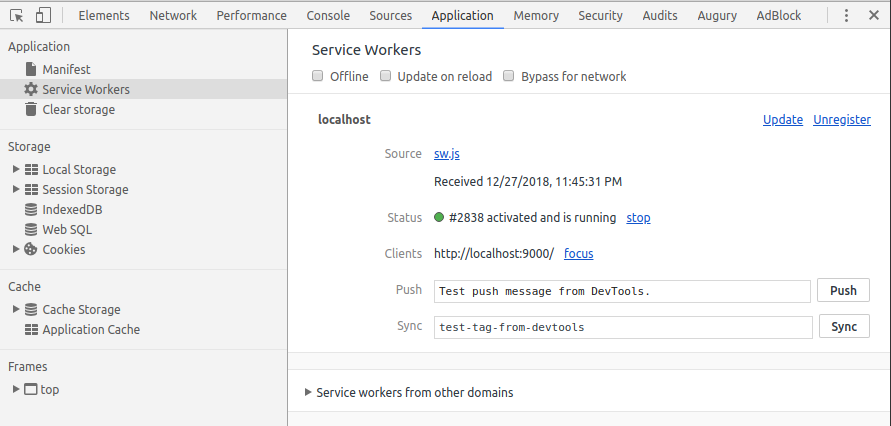 Elements Network Performance Console Sources Application Memory Security Audits Augury AdBlock
Application
Manifest
Service Workers
Clear storage
Storage
Local Storage
Session Storage
IndexedDB
Web SQL
Cookies
Cache
Cache Storage
Application Cache
Frames
top
Service Workers
Offline Update on reload Bypass for network
localhost Update Unregister
Source sw.js
Received 12/27/2018, 11:45:31 PM
Status #2838 activated and is running stop
Clients http://localhost:9000/ focus
Push Test push message from DevTools. Push
Sync test-tag-from-devtools Sync
Service workers from other domains